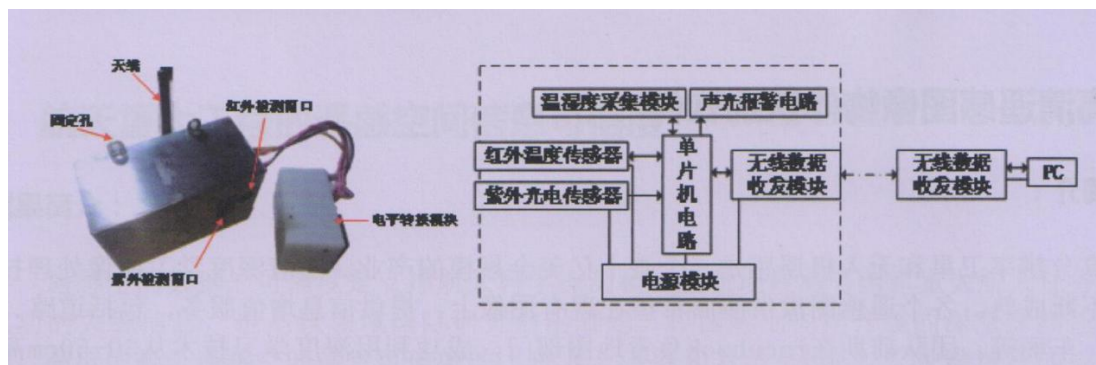 天线
红外检测窗口
固定孔
电平转换模块
紫外检测窗口
温湿度采集模块
声光报警电路
红外温度传感器
紫外光电传感器
单片机电路
无线数据
收发模块
无线数据
收发模块
PC
电源模块